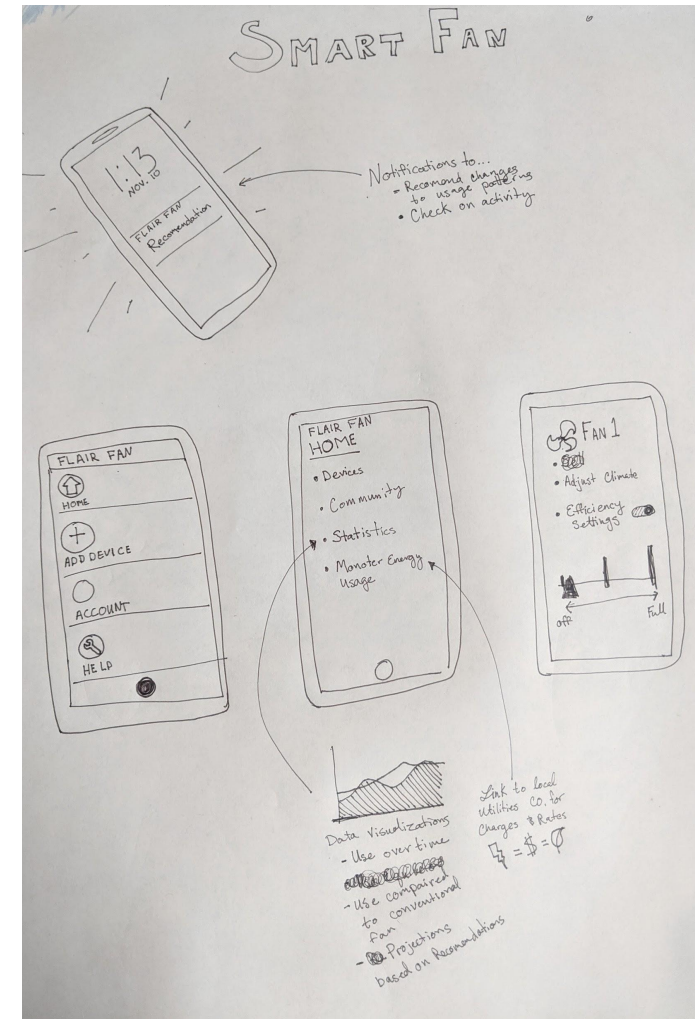 SMART FAN
1:13
NOV. 10
FLAIR FAN
Recomendation
Notifications to...
- Recomend changes
to usage patterns
• Check on activity
FLAIR FAN
HOME
ADD DEVICE
ACCOUNT
HELP
FLAIR FAN
HOME
• Devices
• Community
• Statistics
• Monoter Energy
Usage
FAN 1
• Adjust Climate
• Efficiency
Settings
off
Full
Data visualizations
- Use over time
- Use compaired
to conventional
fan
- Projections
based on Recomendations
Link to local
Utilities Co. for
Charges & Rates
= $ =